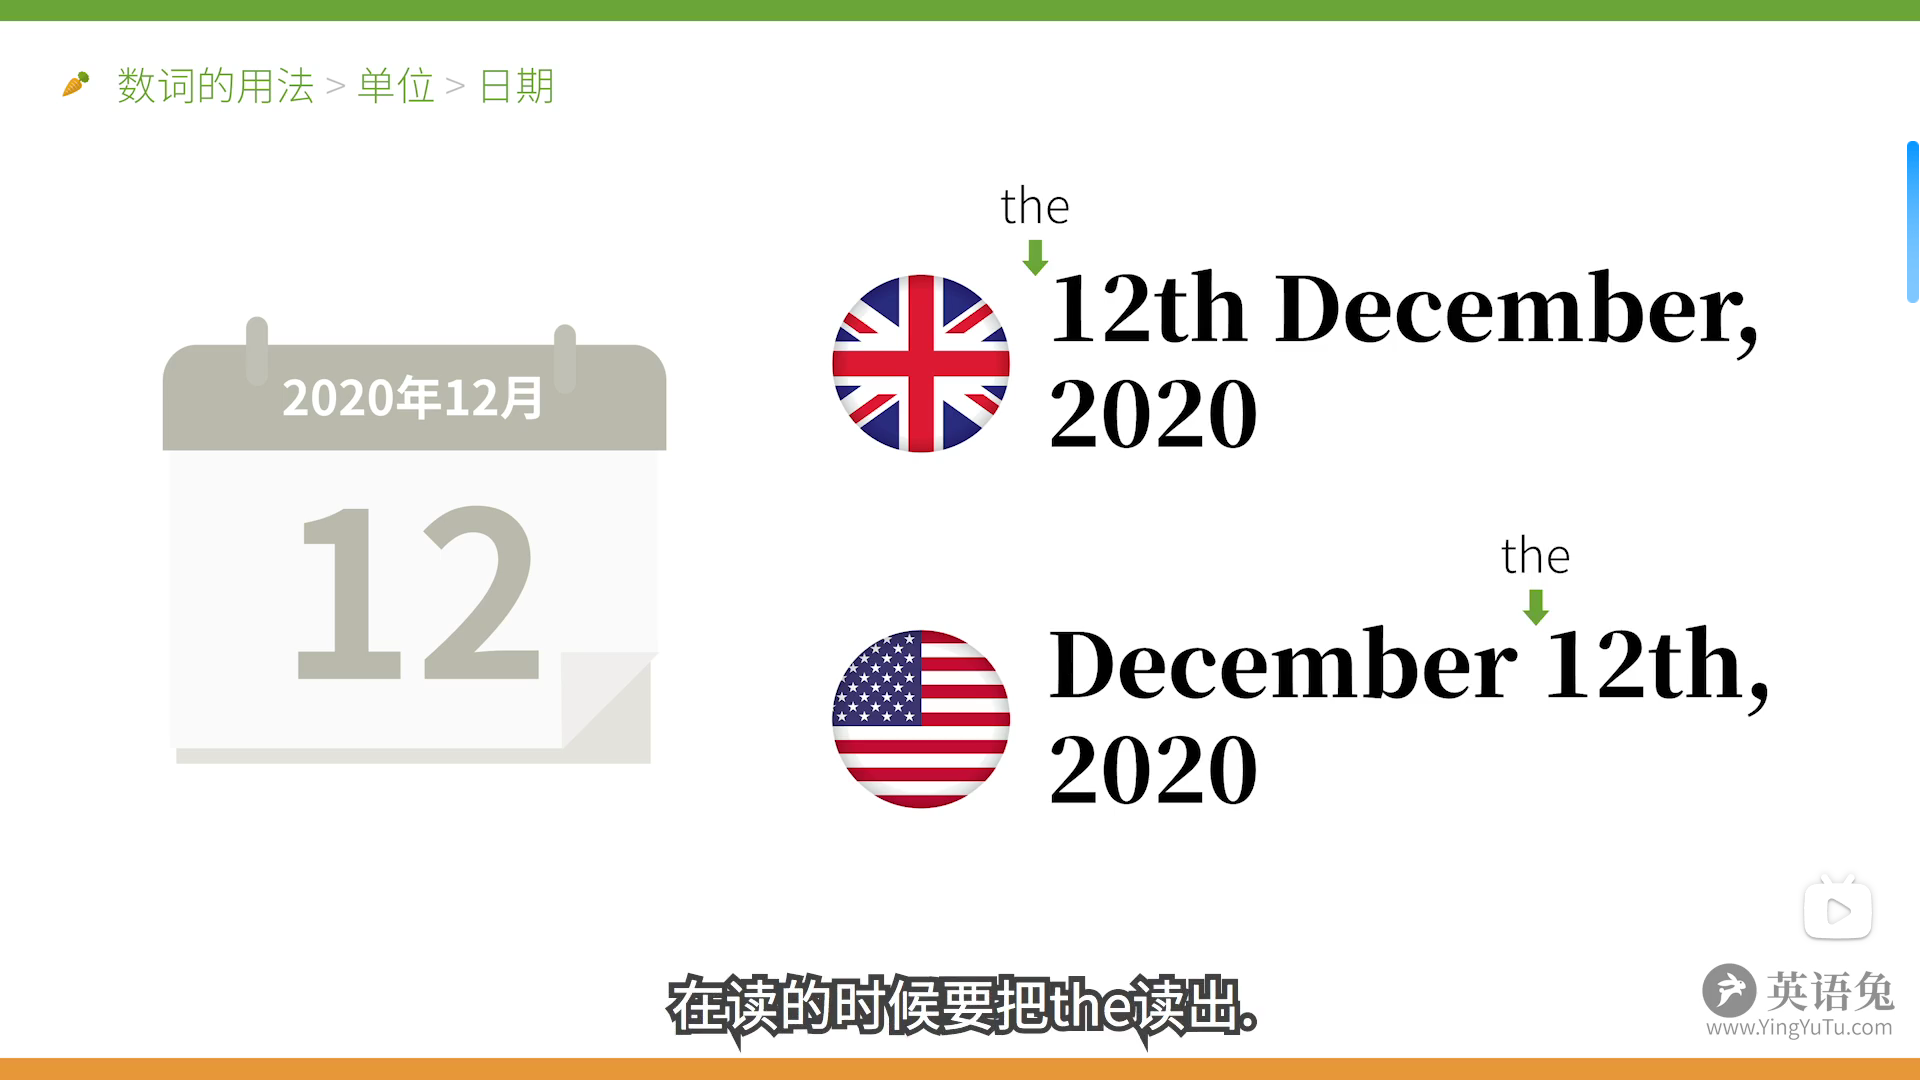 数词的用法 > 单位 > 日期
2020年12月
12
the
12th December,
2020
the
December 12th,
2020
在读的时候要把the读出.
英语兔
www.YingYuTu.com